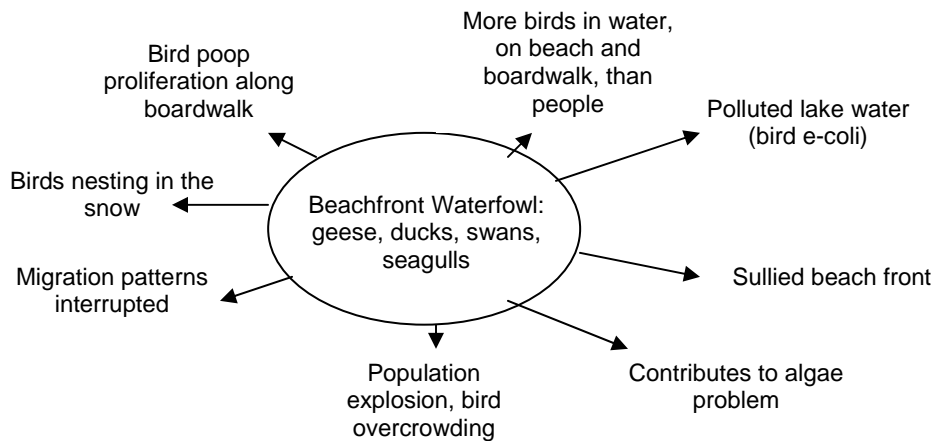 More birds in water,
on beach and
boardwalk, than
people
Bird poop
proliferation along
boardwalk
Polluted lake water
(bird e-coli)
Birds nesting in the
snow
Beachfront Waterfowl:
geese, ducks, swans,
seagulls
Migration patterns
interrupted
Sullied beach front
Population
explosion, bird
overcrowding
Contributes to algae
problem